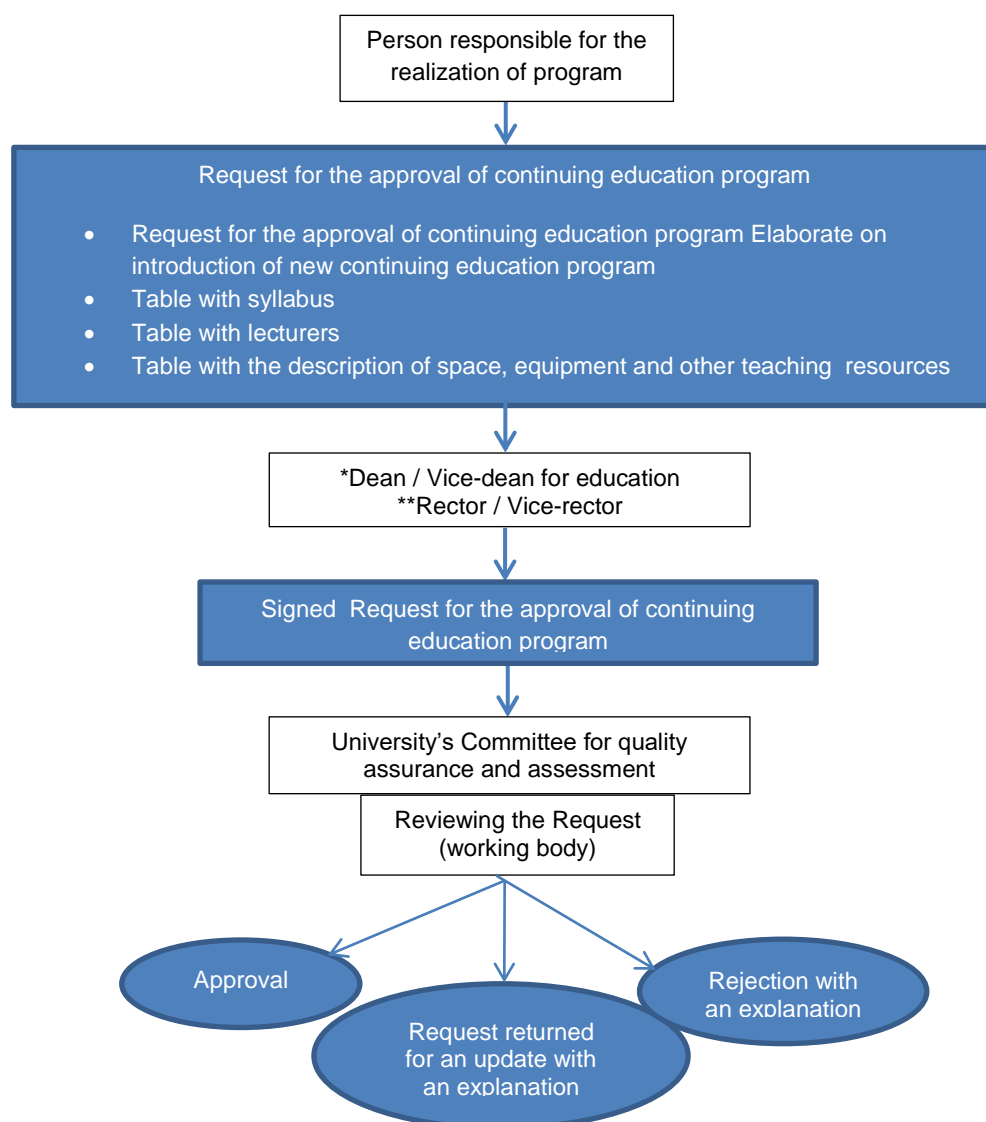 Person responsible for the
realization of program
Request for the approval of continuing education program
• Request for the approval of continuing education program Elaborate on
introduction of new continuing education program
• Table with syllabus
• Table with lecturers
• Table with the description of space, equipment and other teaching  resources
*Dean / Vice-dean for education
**Rector / Vice-rector
Signed  Request for the approval of continuing
education program
University’s Committee for quality
assurance and assessment
Reviewing the Request
(working body)
Approval
Rejection with
an explanation
Request returned
for an update with
an explanation